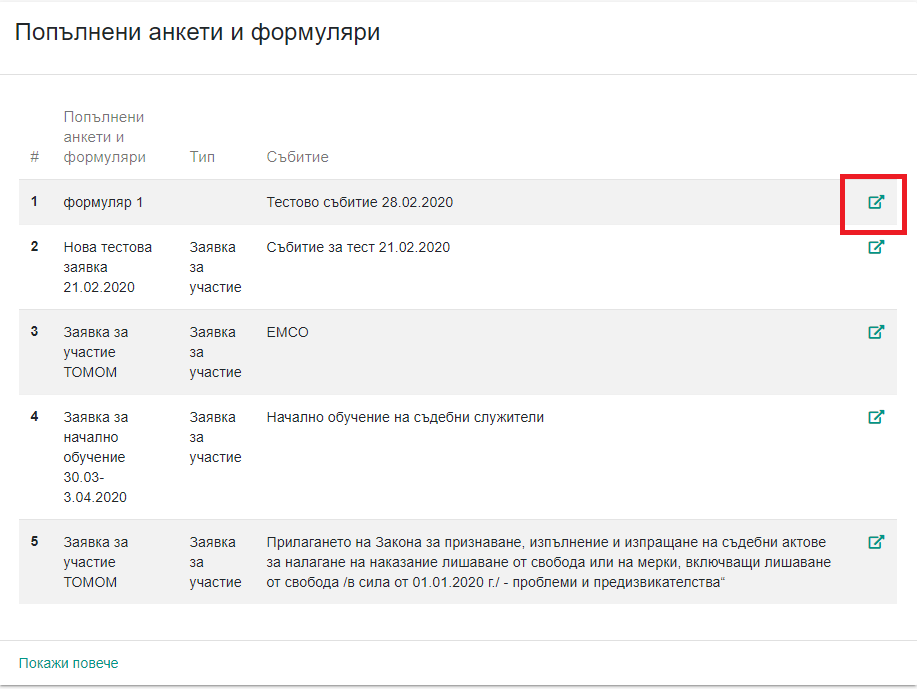 Попълнени анкети и формуляри
Попълнени
анкети и
# формуляри Тип Събитие
1 формуляр 1 Тестово събитие 28.02.2020
2 Нова тестова Заявка Събитие за тест 21.02.2020
заявка за
21.02.2020 участие
3 Заявка за Заявка ЕМСО
участие за
ТОМОМ участие
4 Заявка за Заявка Начално обучение на съдебни служители
начално за
обучение участие
30.03-
3.04.2020
5 Заявка за Заявка Прилагането на Закона за признаване, изпълнение и изпращане на съдебни актове
участие за за налагане на наказание лишаване от свобода или на мерки, включващи лишаване
ТОМОМ участие от свобода /в сила от 01.01.2020 г./ - проблеми и предизвикателства“
Покажи повече